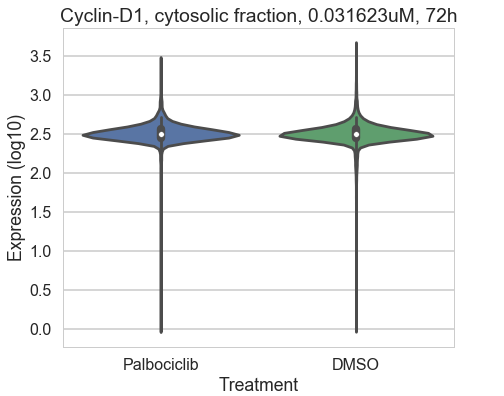 Cyclin-D1, cytosolic fraction, 0.031623uM, 72h
Expression (log10)
3.5
3.0
2.5
2.0
1.5
1.0
0.5
0.0
Palbociclib DMSO
Treatment